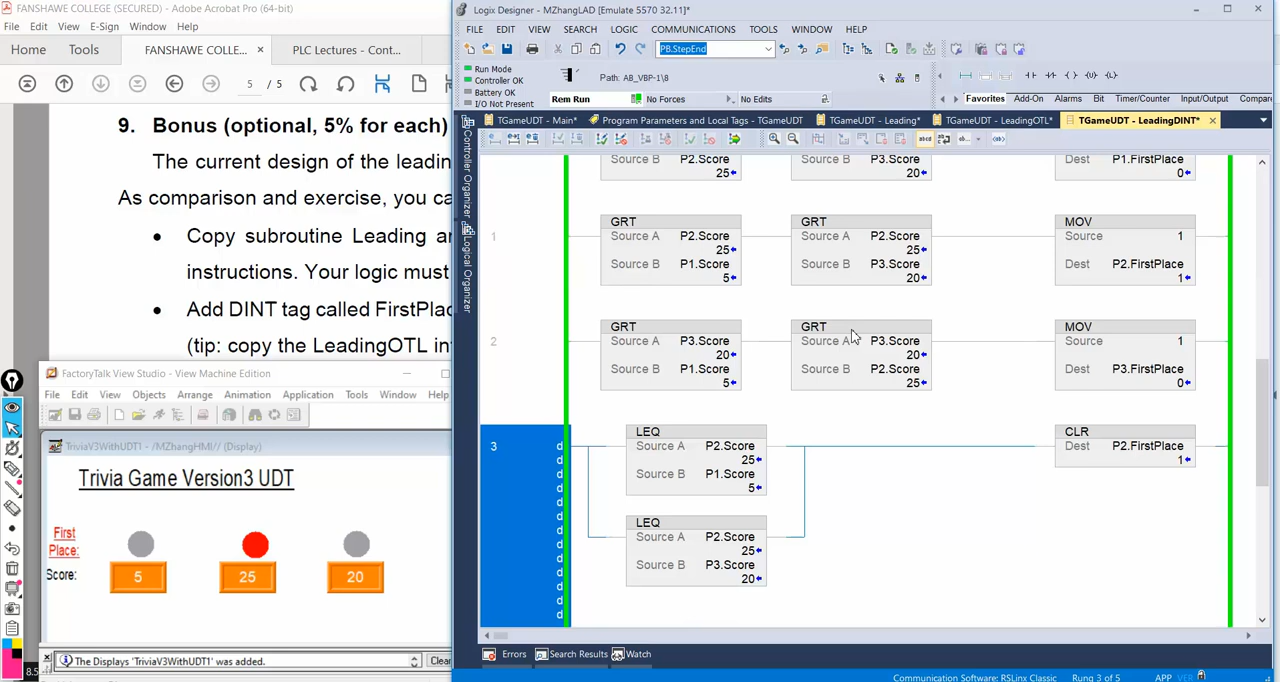 FANSHAWE COLLEGE (SECURED) - Adobe Acrobat Pro (64-bit)
File Edit View E-Sign Window Help
Home Tools FANSHAWE COLLE... × PLC Lectures - Cont...
5 / 5
9. Bonus (optional, 5% for each)
The current design of the leadin
As comparison and exercise, you ca
• Copy subroutine Leading ar
instructions. Your logic must
• Add DINT tag called FirstPlac
(tip: copy the LeadingOTL in
8.5
FactoryTalk View Studio - View Machine Edition
File Edit View Objects Arrange Animation Application Tools Window Help
TriviaV3WithUDT1 - /MZhangHMI// (Display)
Trivia Game Version3 UDT
First
Place:
Score: 5 25 20
The Displays 'TriviaV3WithUDT1' was added.
Clear
Logix Designer - MZhangLAD [Emulate 5570 32.11]*
FILE EDIT VIEW SEARCH LOGIC COMMUNICATIONS TOOLS WINDOW HELP
PB.StepEnd
Run Mode
Controller OK
Battery OK
I/O Not Present
Path: AB_VBP-1\8
Rem Run No Forces No Edits
Favorites Add-On Alarms Bit Timer/Counter Input/Output Compar
TGameUDT - Main* Program Parameters and Local Tags - TGameUDT TGameUDT - Leading* TGameUDT - LeadingOTL* TGameUDT - LeadingDINT* ×
Controller Organizer
Logical Organizer
Source B P2.Score Source B P3.Score Dest P1.FirstPlace
25 20 0
GRT GRT MOV
1 Source A P2.Score Source A P2.Score Source 1
25 25
Source B P1.Score Source B P3.Score Dest P2.FirstPlace
5 20 1
GRT GRT MOV
2 Source A P3.Score Source A P3.Score Source 1
20 20
Source B P1.Score Source B P2.Score Dest P3.FirstPlace
5 25 0
LEQ CLR
3 Source A P2.Score Dest P2.FirstPlace
25 1
Source B P1.Score
5
LEQ
Source A P2.Score
25
Source B P3.Score
20
d
d
d
d
d
d
d
d
d
d
d
d
d
Errors Search Results Watch
Communication Software: RSLinx Classic Rung 3 of 5 APP VER